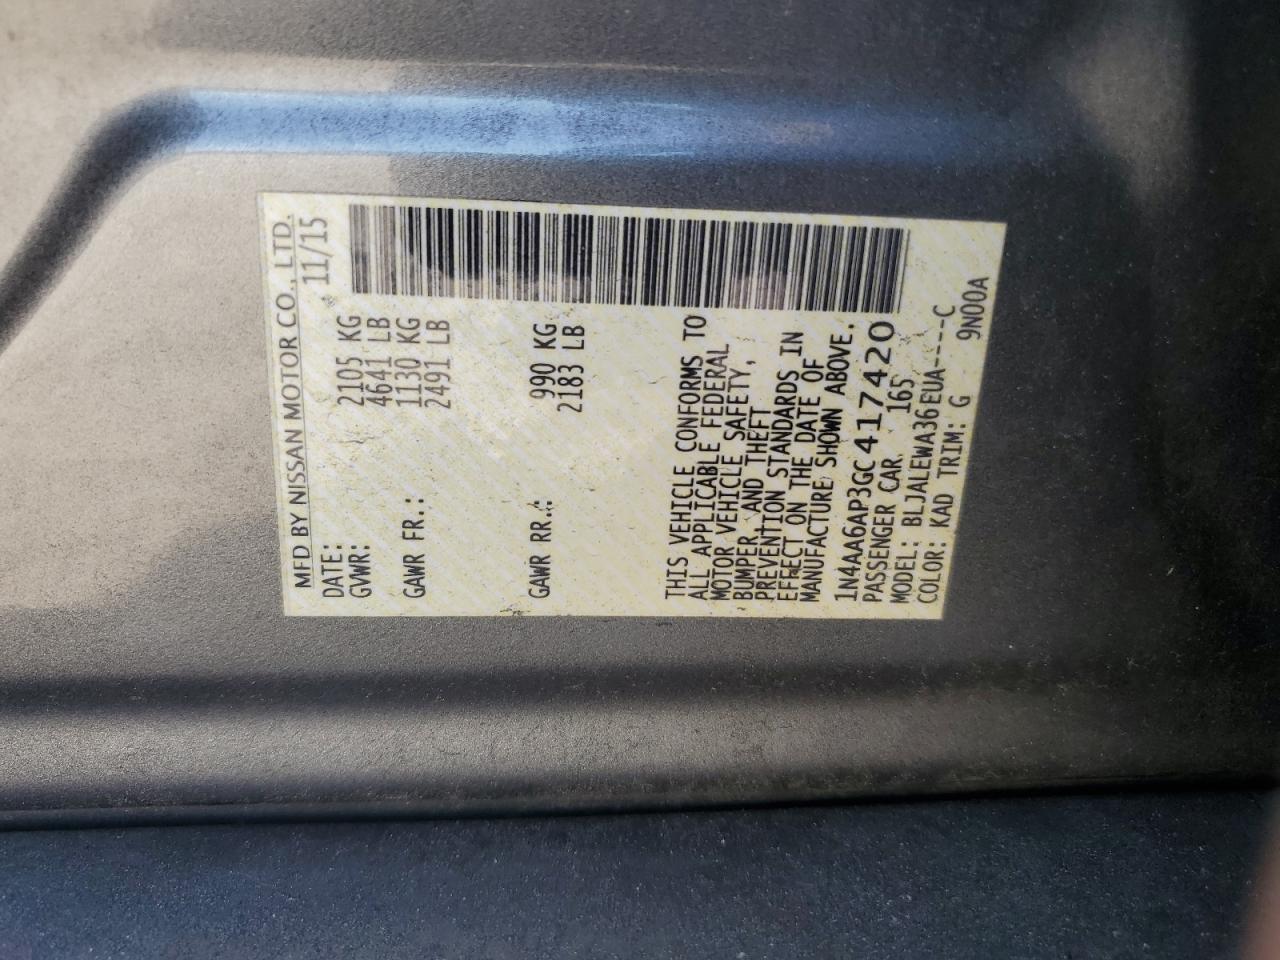 MFD BY NISSAN MOTOR CO., LTD.
DATE: 11/15
GVWR: 2105 KG
4641 LB
GAWR FR.: 1130 KG
2491 LB
GAWR RR.: 990 KG
2183 LB
THIS VEHICLE CONFORMS TO
ALL APPLICABLE FEDERAL
MOTOR VEHICLE SAFETY,
BUMPER, AND THEFT
PREVENTION STANDARDS IN
EFFECT ON THE DATE OF
MANUFACTURE SHOWN ABOVE.
1N4AA6AP3GC417420
PASSENGER CAR 165
MODEL: BLJALEWA36EUA----C
COLOR: KAD TRIM: G 9N00A